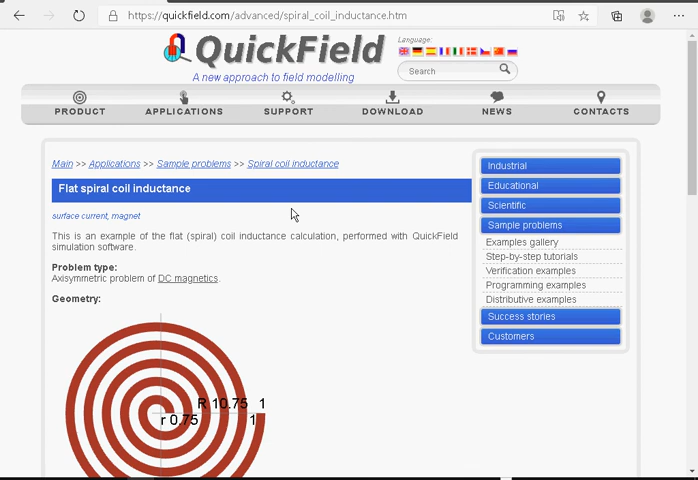 https://quickfield.com/advanced/spiral_coil_inductance.htm
QuickField
A new approach to field modelling
Language:
Search
PRODUCT
APPLICATIONS
SUPPORT
DOWNLOAD
NEWS
CONTACTS
Main >> Applications >> Sample problems >> Spiral coil inductance
Flat spiral coil inductance
surface current, magnet
This is an example of the flat (spiral) coil inductance calculation, performed with QuickField
simulation software.
Problem type:
Axisymmetric problem of DC magnetics.
Geometry:
R 10.75 1
r 0.75 1
Industrial
Educational
Scientific
Sample problems
Examples gallery
Step-by-step tutorials
Verification examples
Programming examples
Distributive examples
Success stories
Customers